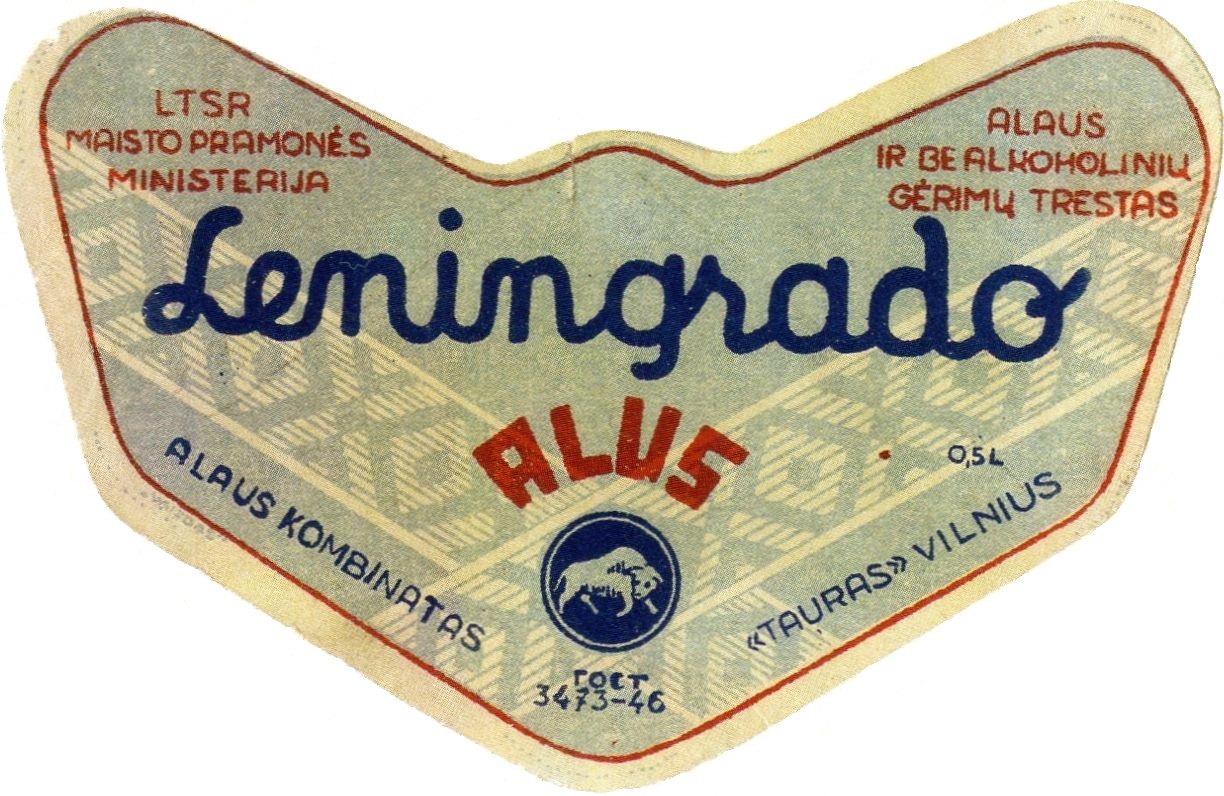 LTSR
MAISTO PRAMONĖS
MINISTERIJA
ALAUS
IR BEALKOHOLINIŲ
GĖRIMŲ TRESTAS
Leningrado
ALUS
0,5L
ALAUS KOMBINATAS
«TAURAS» VILNIUS
ГОСТ
3473-46